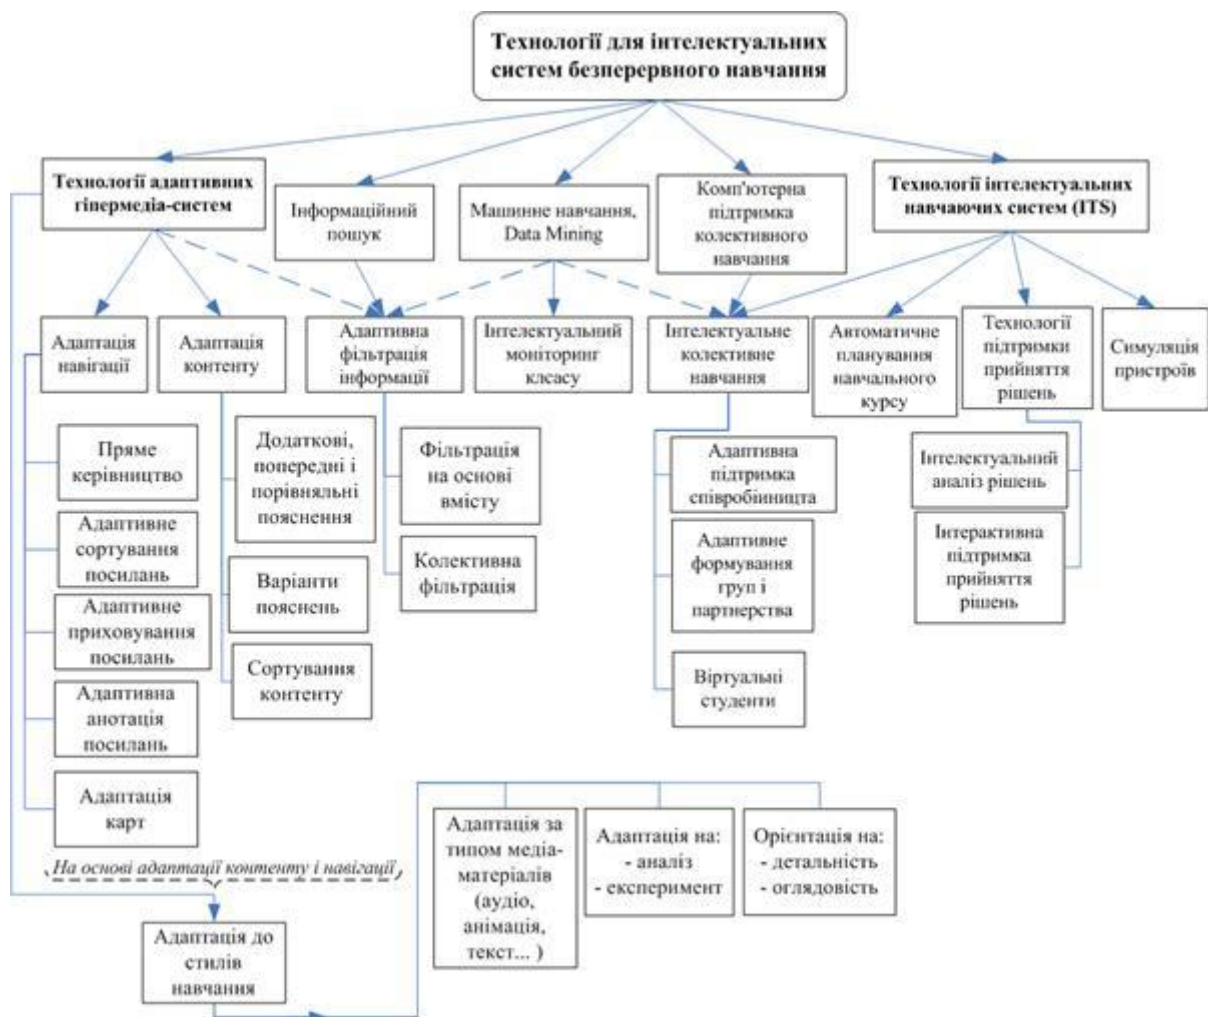 Технології для інтелектуальних
систем безперервного навчання
Технології адаптивних
гіпермедіа-систем
Інформаційний
пошук
Машинне навчання,
Data Mining
Комп'ютерна
підтримка
колективного
навчання
Технології інтелектуальних
навчаючих систем (ITS)
Адаптація
навігації
Адаптація
контенту
Адаптивна
фільтрація
інформації
Інтелектуальний
моніторинг
клсасу
Інтелектуальне
колективне
навчання
Автоматичне
планування
навчального
курсу
Технології
підтримки
прийняття
рішень
Симуляція
пристроїв
Пряме
керівництво
Адаптивне
сортування
посилань
Адаптивне
приховування
посилань
Адаптивна
анотація
посилань
Адаптація
карт
Додаткові,
попередні і
порівняльні
пояснення
Варіанти
пояснень
Сортування
контенту
Фільтрація
на основі
вмісту
Колективна
фільтрація
Адаптивна
підтримка
співробінницта
Адаптивне
формування
груп і
партнерства
Віртуальні
студенти
Інтелектуальний
аналіз рішень
Інтерактивна
підтримка
прийняття
рішень
На основі адаптації контенту і навігації
Адаптація до
стилів
навчання
Адаптація за
типом медіа-
матеріалів
(аудіо,
анімація,
текст... )
Адаптація на:
- аналіз
- експеримент
Орієнтація на:
- детальність
- оглядовість